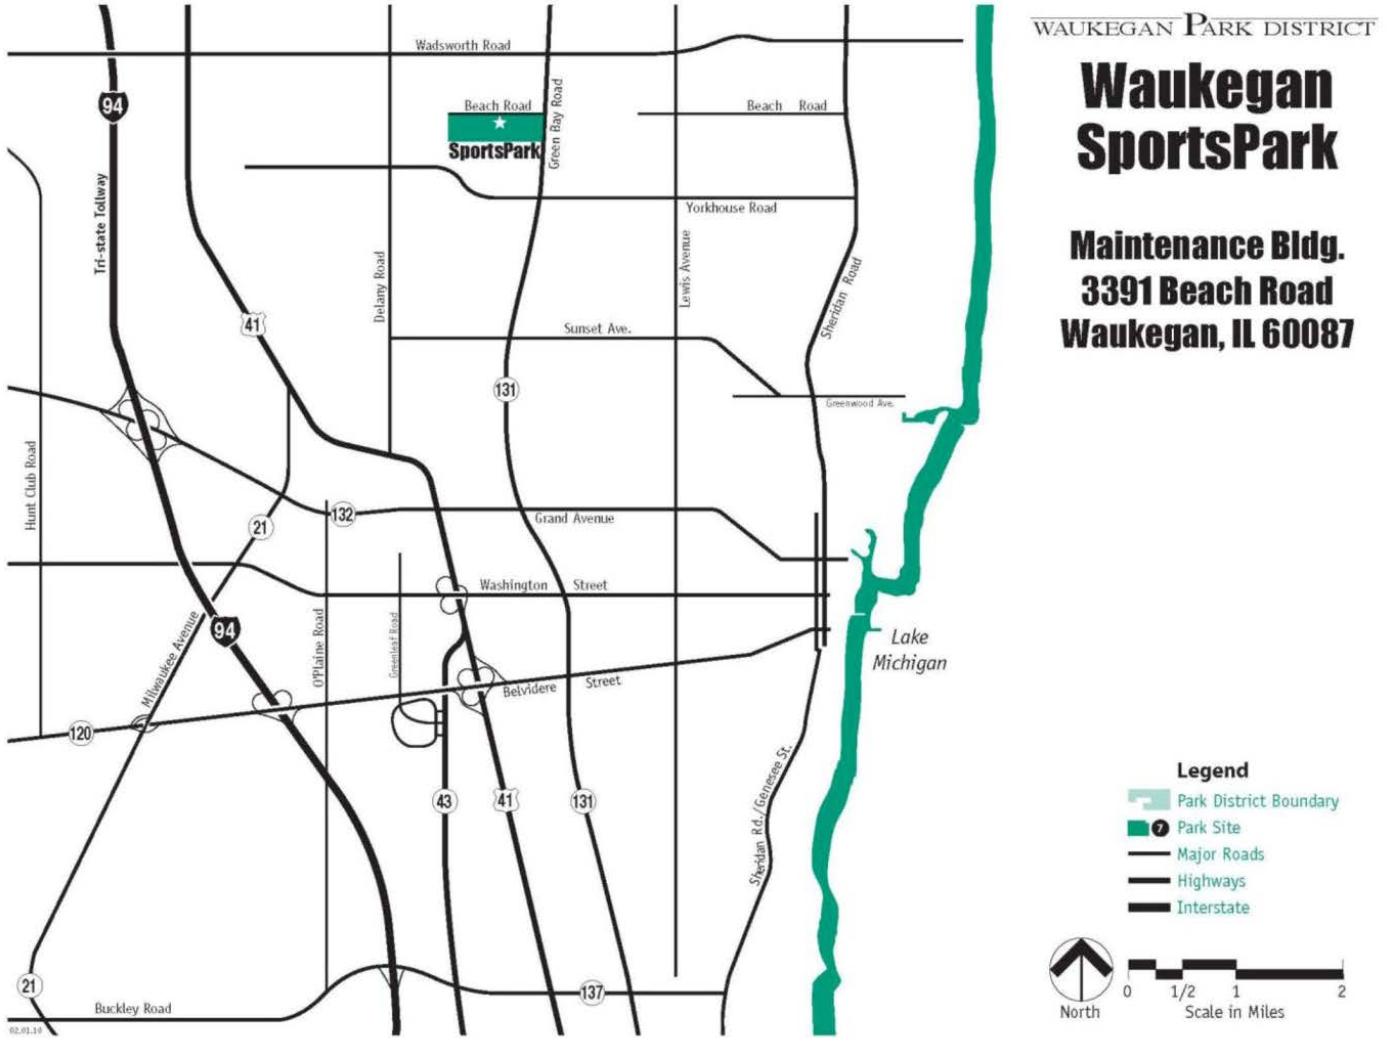 WAUKEGAN PARK DISTRICT
Waukegan
SportsPark
Maintenance Bldg.
3391 Beach Road
Waukegan, IL 60087
Wadsworth Road
94
Beach Road
Beach Road
Green Bay Road
SportsPark
Tri-state Tollway
Yorkhouse Road
Delany Road
Lewis Avenue
Sheridan Road
41
Sunset Ave.
131
Greenwood Ave.
Hunt Club Road
132
Grand Avenue
21
Washington Street
94
Milwaukee Avenue
O'Plaine Road
Greenleaf Road
Lake
Michigan
Belvidere Street
120
43
41
131
Sheridan Rd./Genesee St.
21
137
Buckley Road
02.01.10
Legend
Park District Boundary
7 Park Site
Major Roads
Highways
Interstate
North
0 1/2 1 2
Scale in Miles